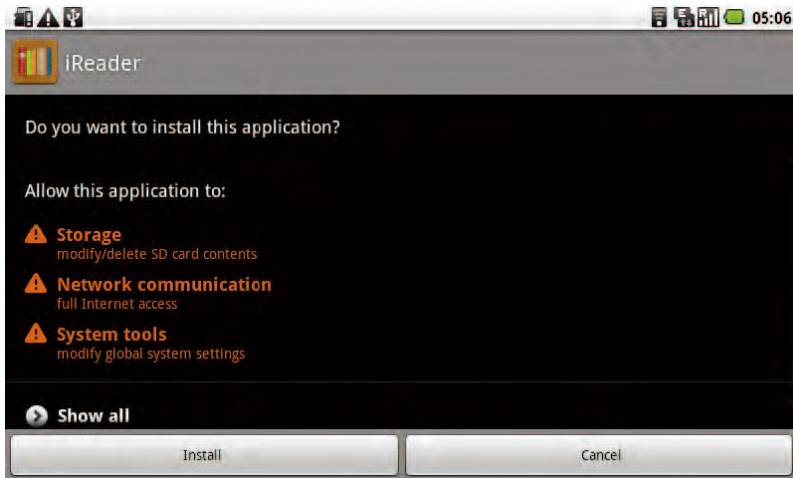 05:06
iReader
Do you want to install this application?
Allow this application to:
Storage
modify/delete SD card contents
Network communication
full Internet access
System tools
modify global system settings
Show all
Install
Cancel